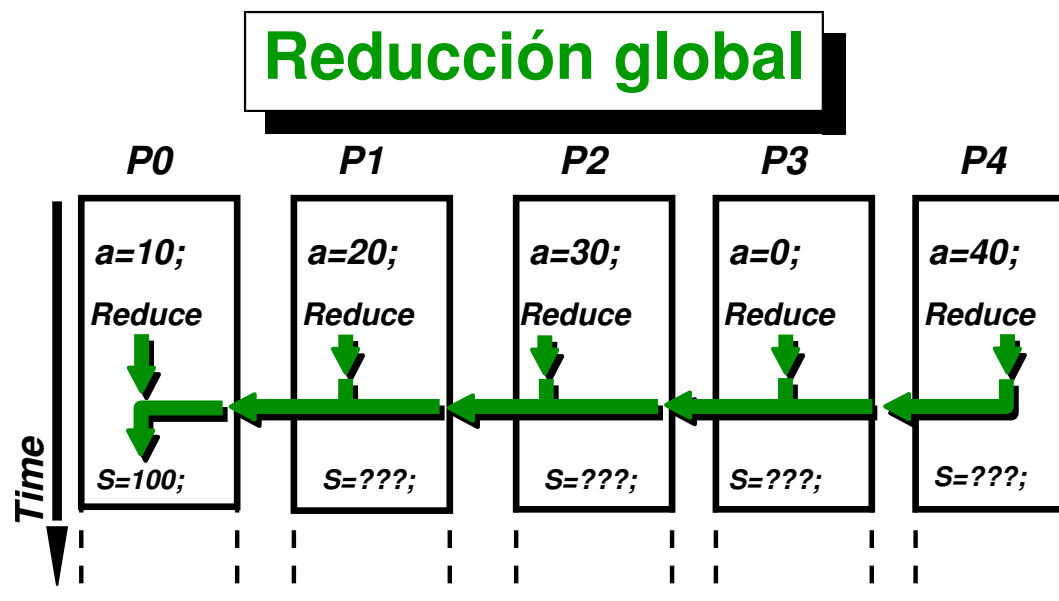 Reducción global
P0 P1 P2 P3 P4
a=10; a=20; a=30; a=0; a=40;
Reduce Reduce Reduce Reduce Reduce
S=100; S=???; S=???; S=???; S=???;
Time